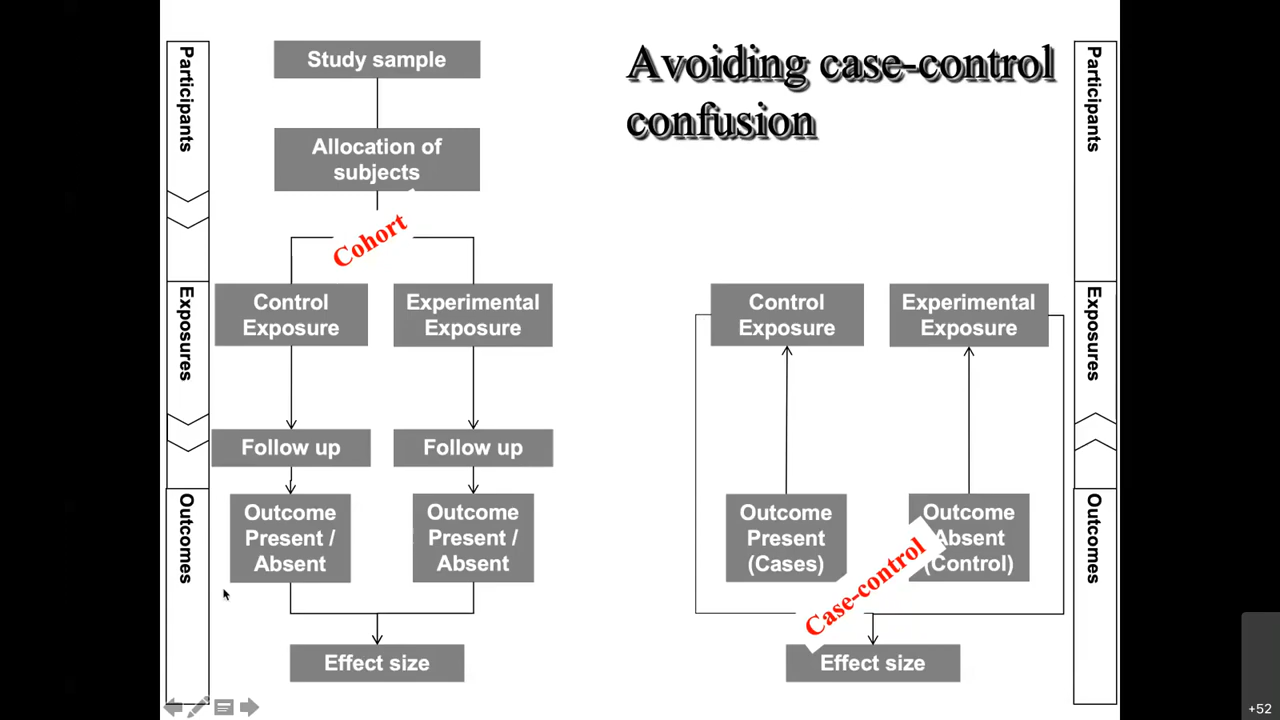 Avoiding case-control
confusion
Participants
Exposures
Outcomes
Study sample
Allocation of
subjects
Cohort
Control
Exposure
Experimental
Exposure
Follow up
Follow up
Outcome
Present /
Absent
Outcome
Present /
Absent
Effect size
Control
Exposure
Experimental
Exposure
Outcome
Present
(Cases)
Outcome
Absent
(Control)
Case-control
Effect size
Participants
Exposures
Outcomes
+52